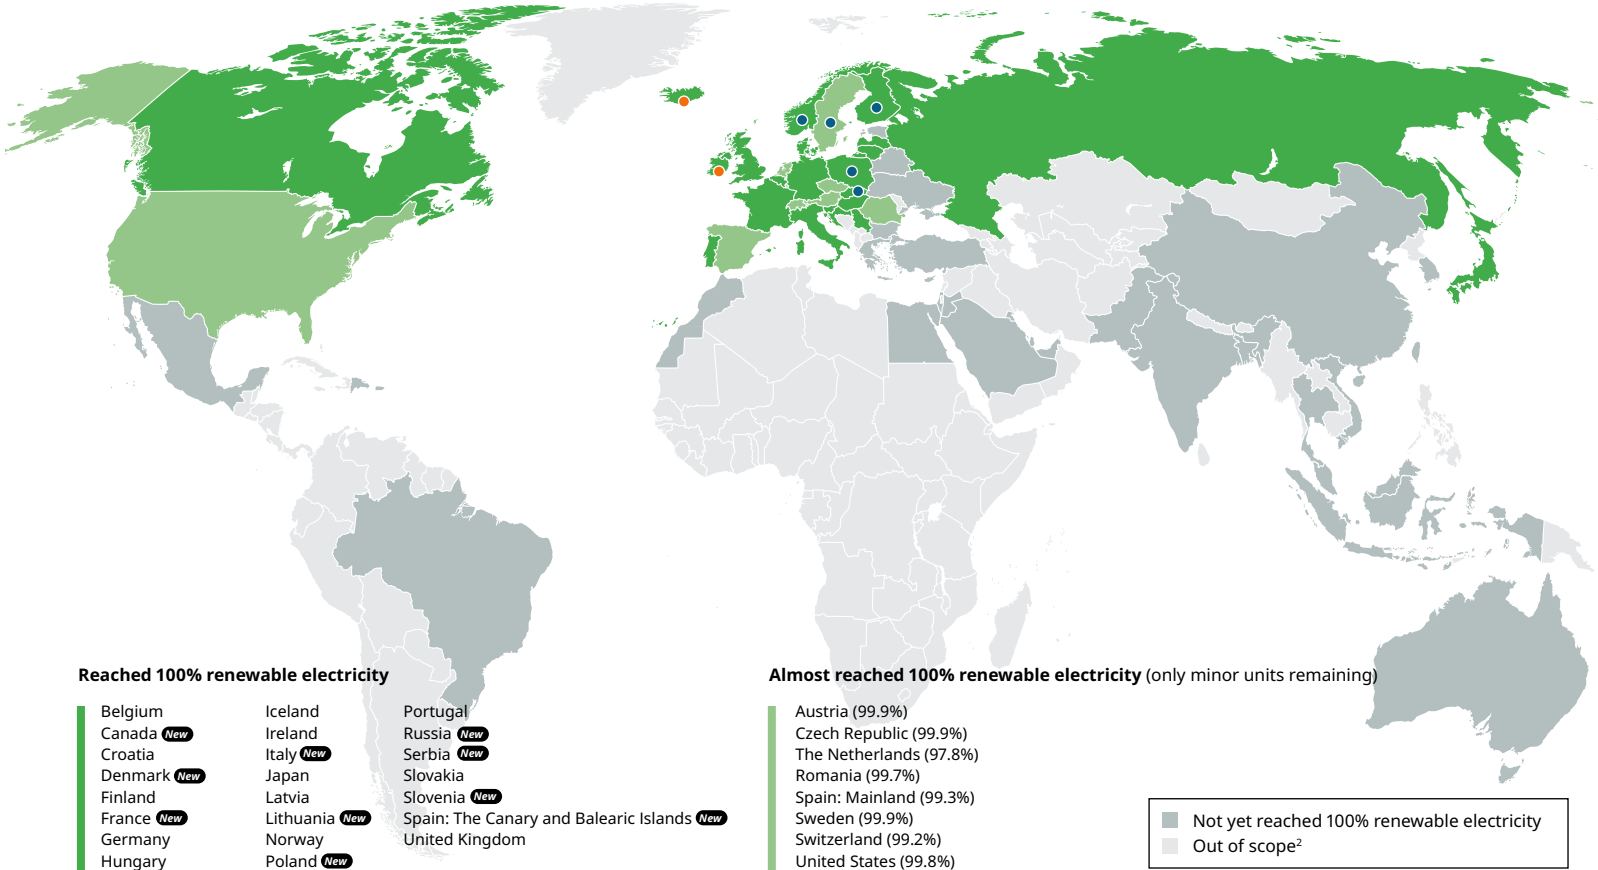 Reached 100% renewable electricity
Belgium
Canada New
Croatia
Denmark New
Finland
France New
Germany
Hungary
Iceland
Ireland
Italy New
Japan
Latvia
Lithuania New
Norway
Poland New
Portugal
Russia New
Serbia New
Slovakia
Slovenia New
Spain: The Canary and Balearic Islands New
United Kingdom
Almost reached 100% renewable electricity (only minor units remaining)
Austria (99.9%)
Czech Republic (99.9%)
The Netherlands (97.8%)
Romania (99.7%)
Spain: Mainland (99.3%)
Sweden (99.9%)
Switzerland (99.2%)
United States (99.8%)
Not yet reached 100% renewable electricity
Out of scope²